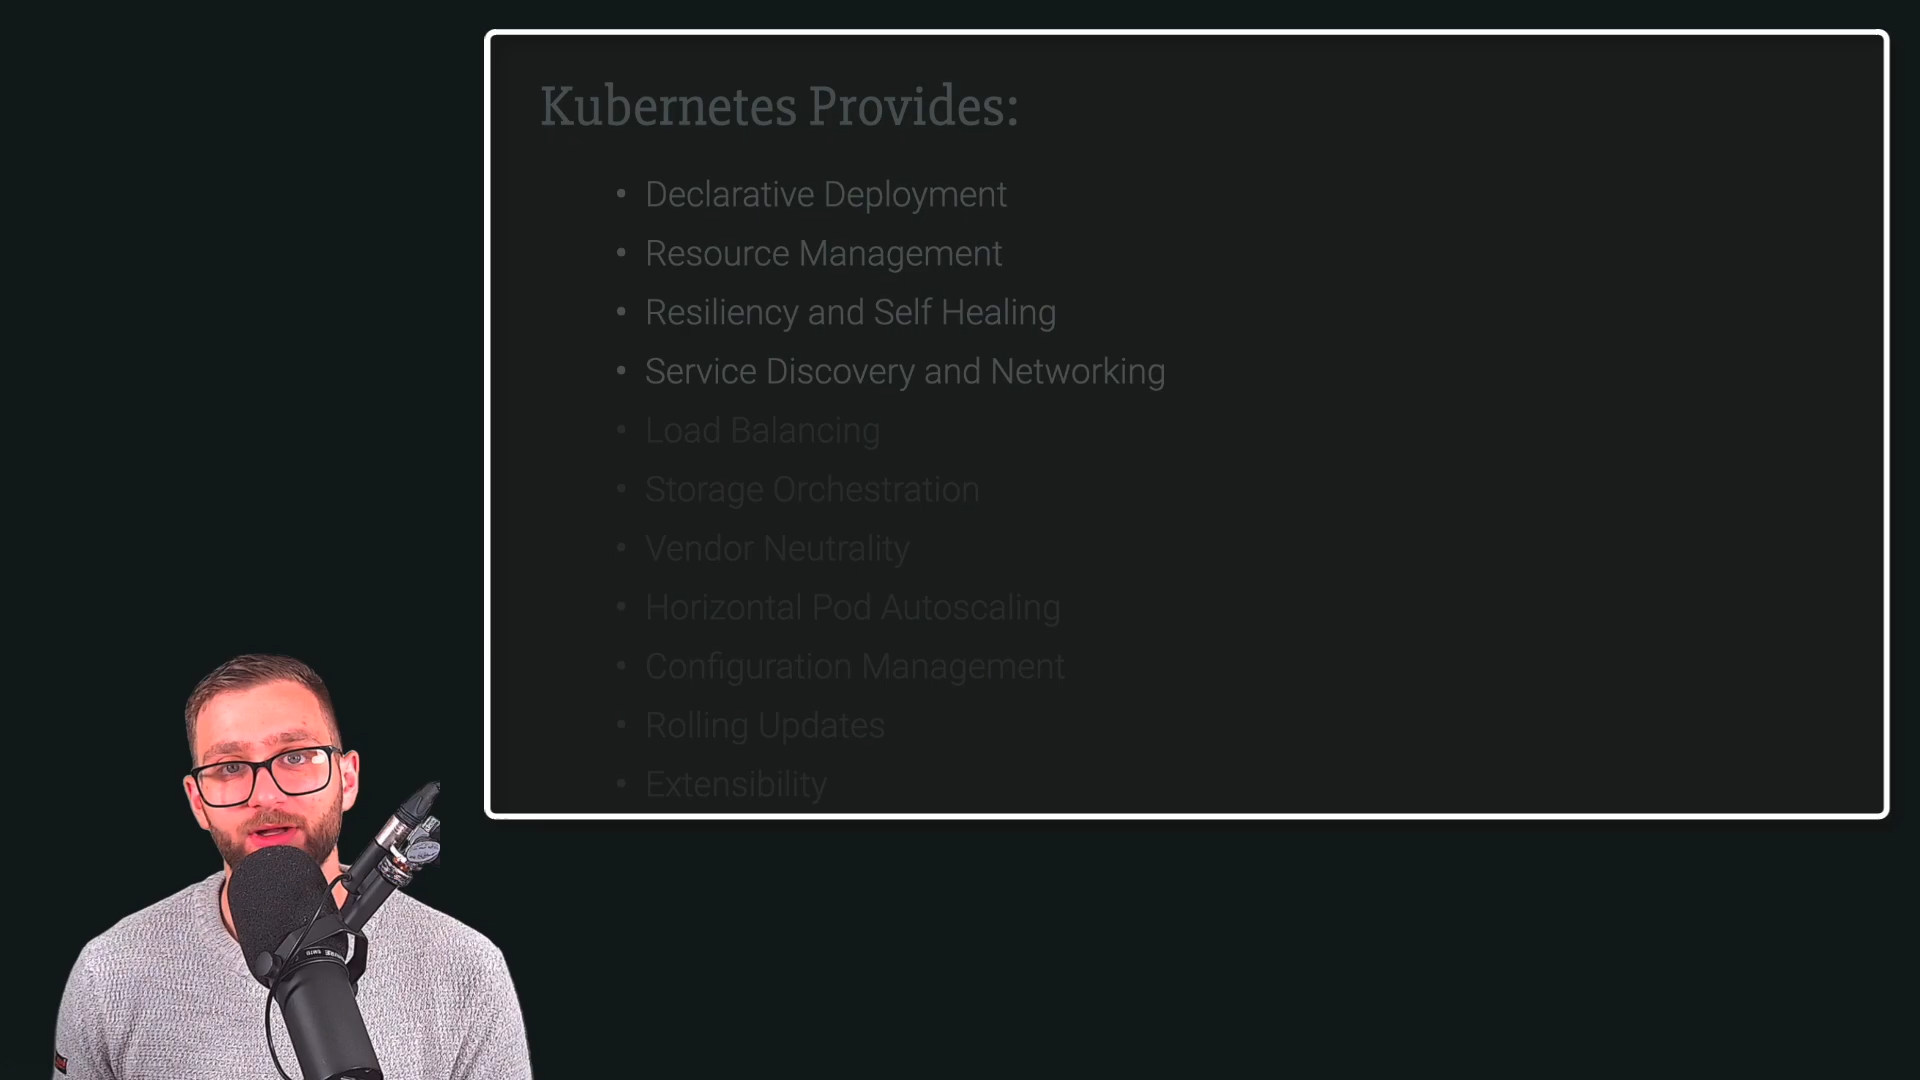 Kubernetes Provides:
• Declarative Deployment
• Resource Management
• Resiliency and Self Healing
• Service Discovery and Networking
• Load Balancing
• Storage Orchestration
• Vendor Neutrality
• Horizontal Pod Autoscaling
• Configuration Management
• Rolling Updates
• Extensibility